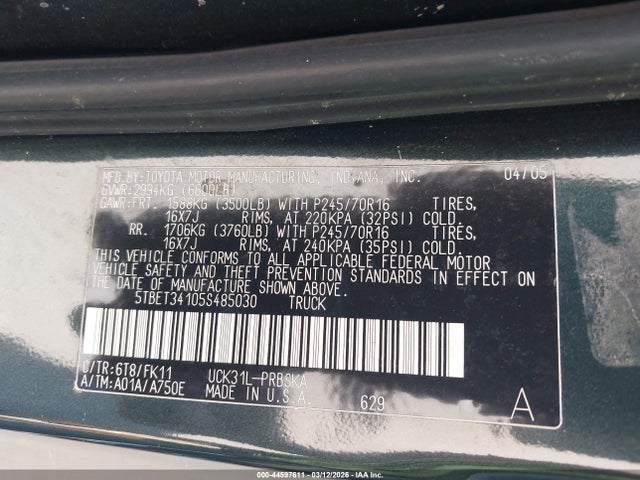 MFD.BY:TOYOTA MOTOR MANUFACTURING, INDIANA, INC. 04/05
GVWR:2994KG (6600LB)
GAWR:FRT. 1588KG (3500LB) WITH P245/70R16 TIRES,
16X7J RIMS, AT 220KPA (32PSI) COLD.
RR. 1706KG (3760LB) WITH P245/70R16 TIRES,
16X7J RIMS, AT 240KPA (35PSI) COLD.
THIS VEHICLE CONFORMS TO ALL APPLICABLE FEDERAL MOTOR
VEHICLE SAFETY AND THEFT PREVENTION STANDARDS IN EFFECT ON
THE DATE OF MANUFACTURE SHOWN ABOVE.
5TBET34105S485030 TRUCK
C/TR:6T8/FK11 UCK31L-PRBSKA
A/TM:A01A/A750E MADE IN U.S.A. 629 A
000-44597611 - 03/12/2026 - IAAI.com